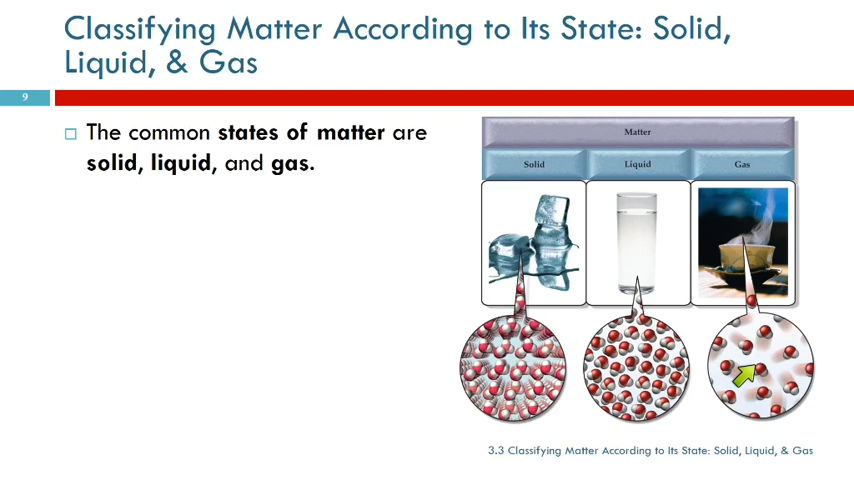 Classifying Matter According to Its State: Solid,
Liquid, & Gas
9
The common states of matter are
solid, liquid, and gas.
Matter
Solid
Liquid
Gas
3.3 Classifying Matter According to Its State: Solid, Liquid, & Gas